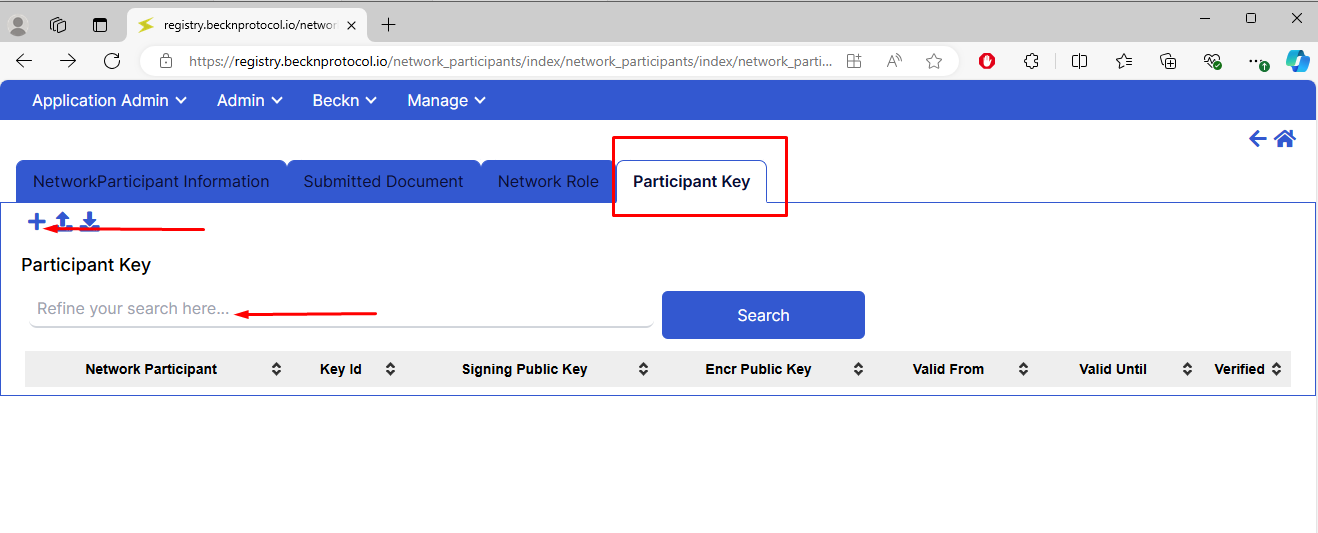 registry.becknprotocol.io/networ
https://registry.becknprotocol.io/network_participants/index/network_participants/index/network_parti...
Application Admin Admin Beckn Manage
NetworkParticipant Information Submitted Document Network Role Participant Key
Participant Key
Refine your search here... Search
Network Participant Key Id Signing Public Key Encr Public Key Valid From Valid Until Verified